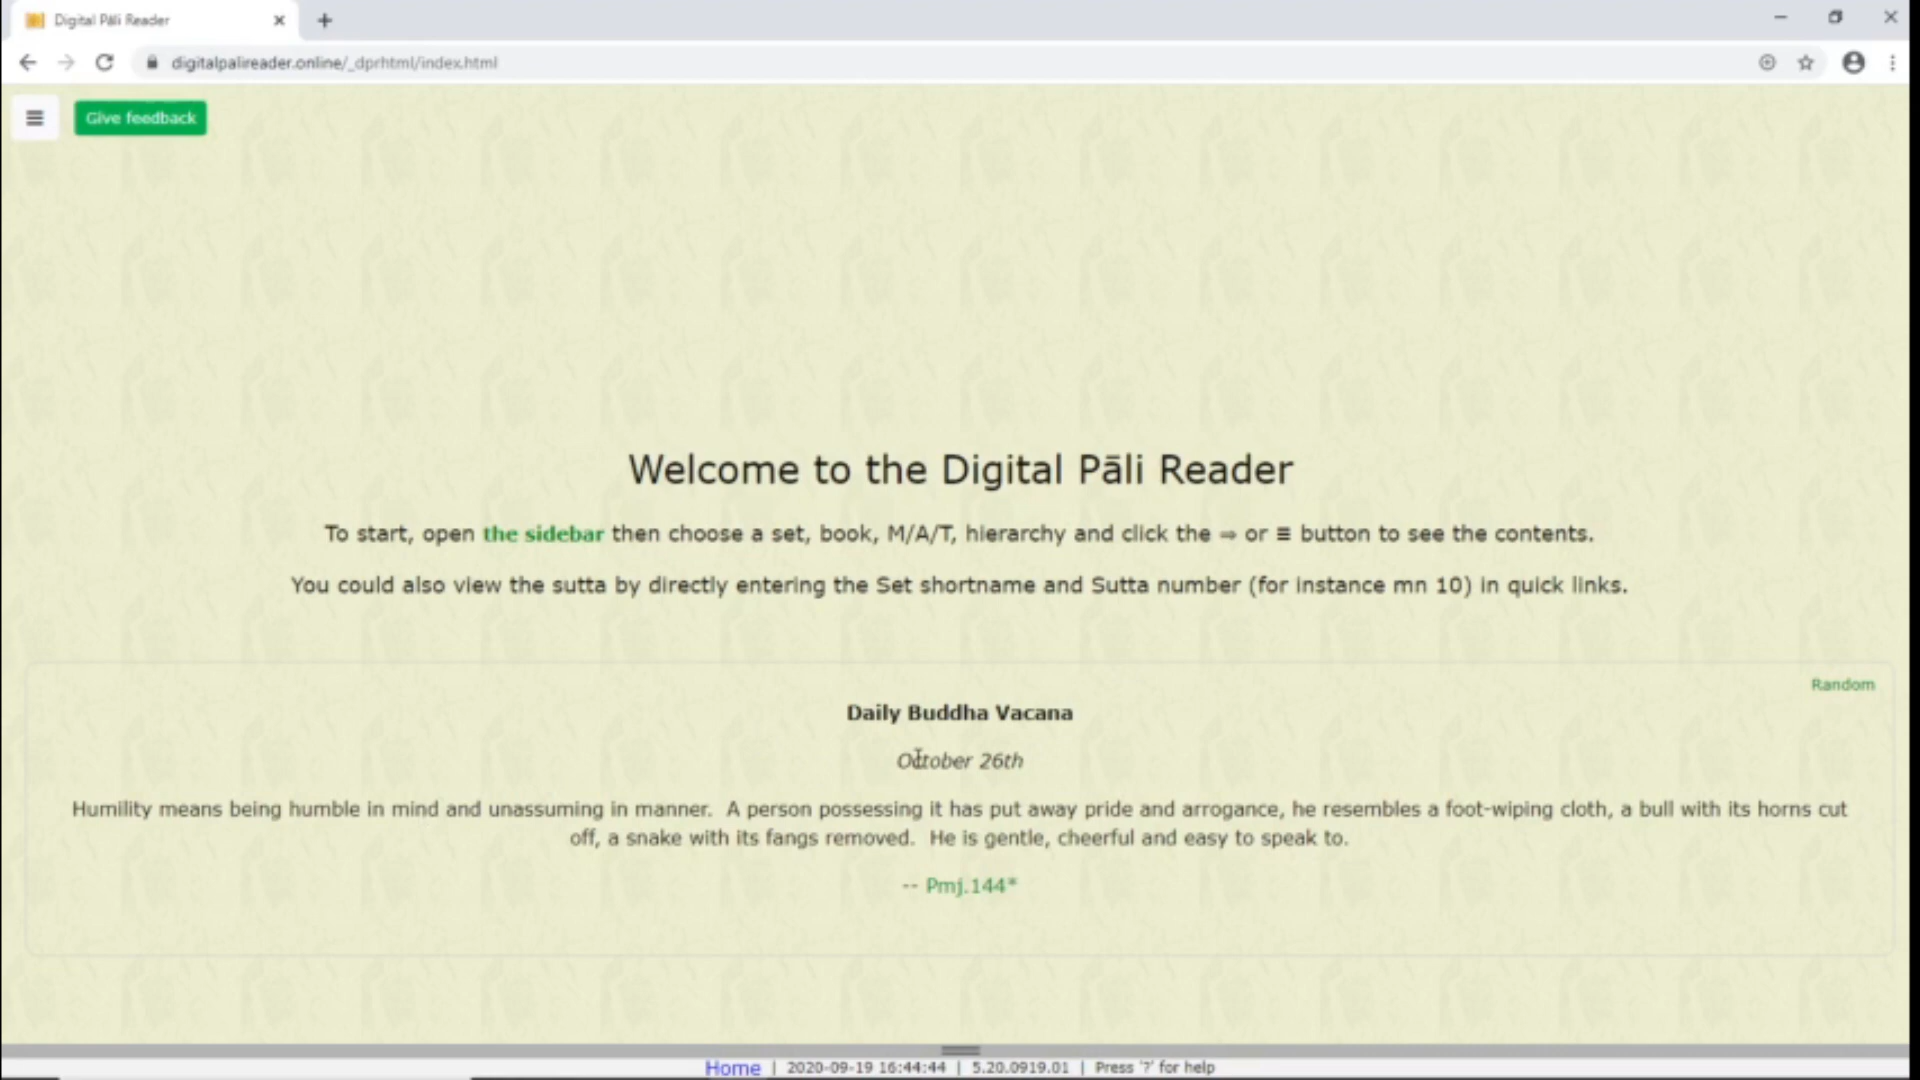 Digital Pāli Reader
digitalpalireader.online/_dprhtml/index.html
Give feedback
Welcome to the Digital Pāli Reader
To start, open the sidebar then choose a set, book, M/A/T, hierarchy and click the ⇒ or ≡ button to see the contents.
You could also view the sutta by directly entering the Set shortname and Sutta number (for instance mn 10) in quick links.
Random
Daily Buddha Vacana
October 26th
Humility means being humble in mind and unassuming in manner. A person possessing it has put away pride and arrogance, he resembles a foot-wiping cloth, a bull with its horns cut
off, a snake with its fangs removed. He is gentle, cheerful and easy to speak to.
-- Pmj.144*
Home | 2020-09-19 16:44:44 | 5.20.0919.01 | Press '?' for help